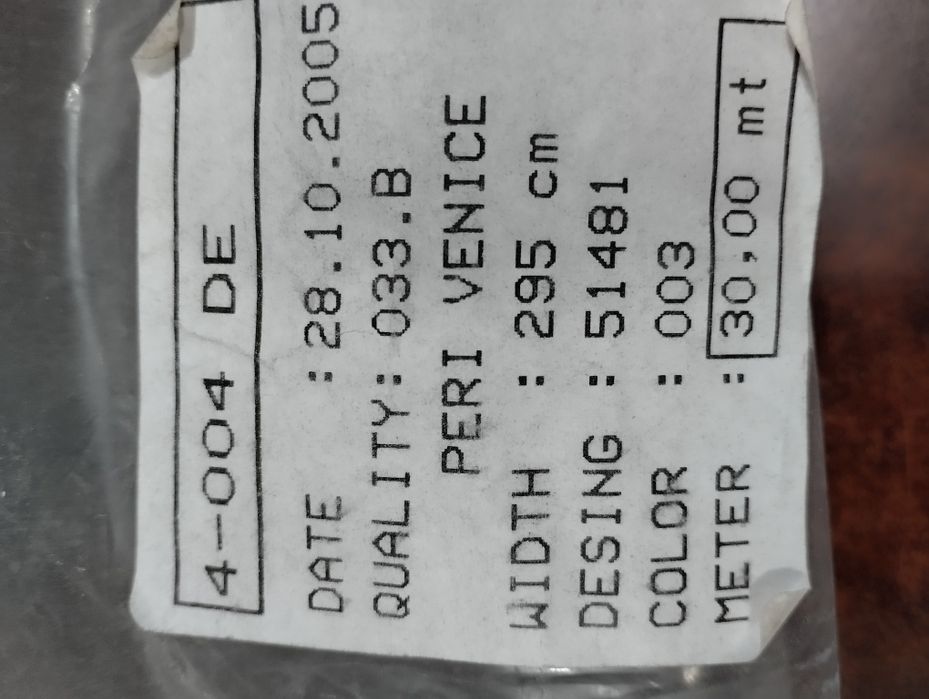 4-004 DE
DATE : 28.10.2005
QUALITY: 033.B
PERI VENICE
WIDTH : 295 cm
DESING : 51481
COLOR : 003
METER : 30,00 mt